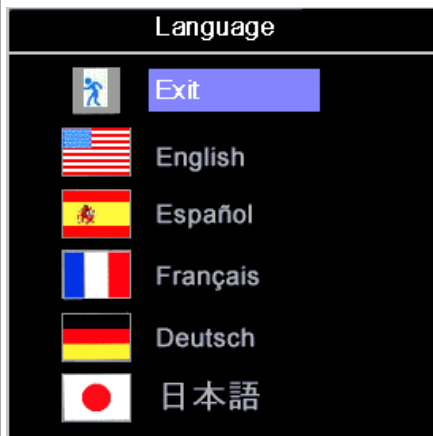 Language
Exit
English
Español
Français
Deutsch
日本語